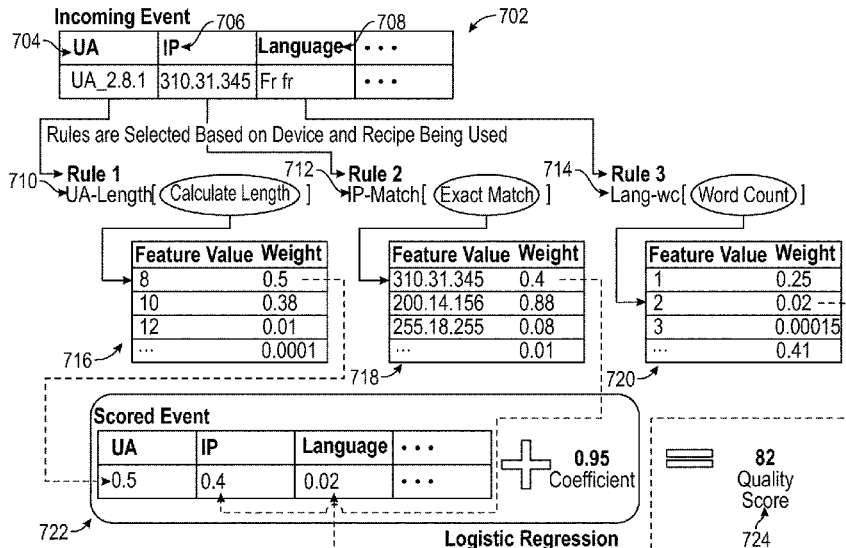 Incoming Event
704 706 708 702
UA IP Language ...
UA_2.8.1 310.31.345 Fr fr ...
Rules are Selected Based on Device and Recipe Being Used
Rule 1 712 Rule 2 714 Rule 3
710 UA-Length[ Calculate Length ] IP-Match[ Exact Match ] Lang-wc[ Word Count ]
Feature Value Weight Feature Value Weight Feature Value Weight
8 0.5 310.31.345 0.4 1 0.25
10 0.38 200.14.156 0.88 2 0.02
12 0.01 255.18.255 0.08 3 0.00015
... 0.0001 ... 0.01 ... 0.41
716 718 720
Scored Event
UA IP Language ... 0.95 82
0.5 0.4 0.02 ... Coefficient Quality
Score
722 Logistic Regression 724